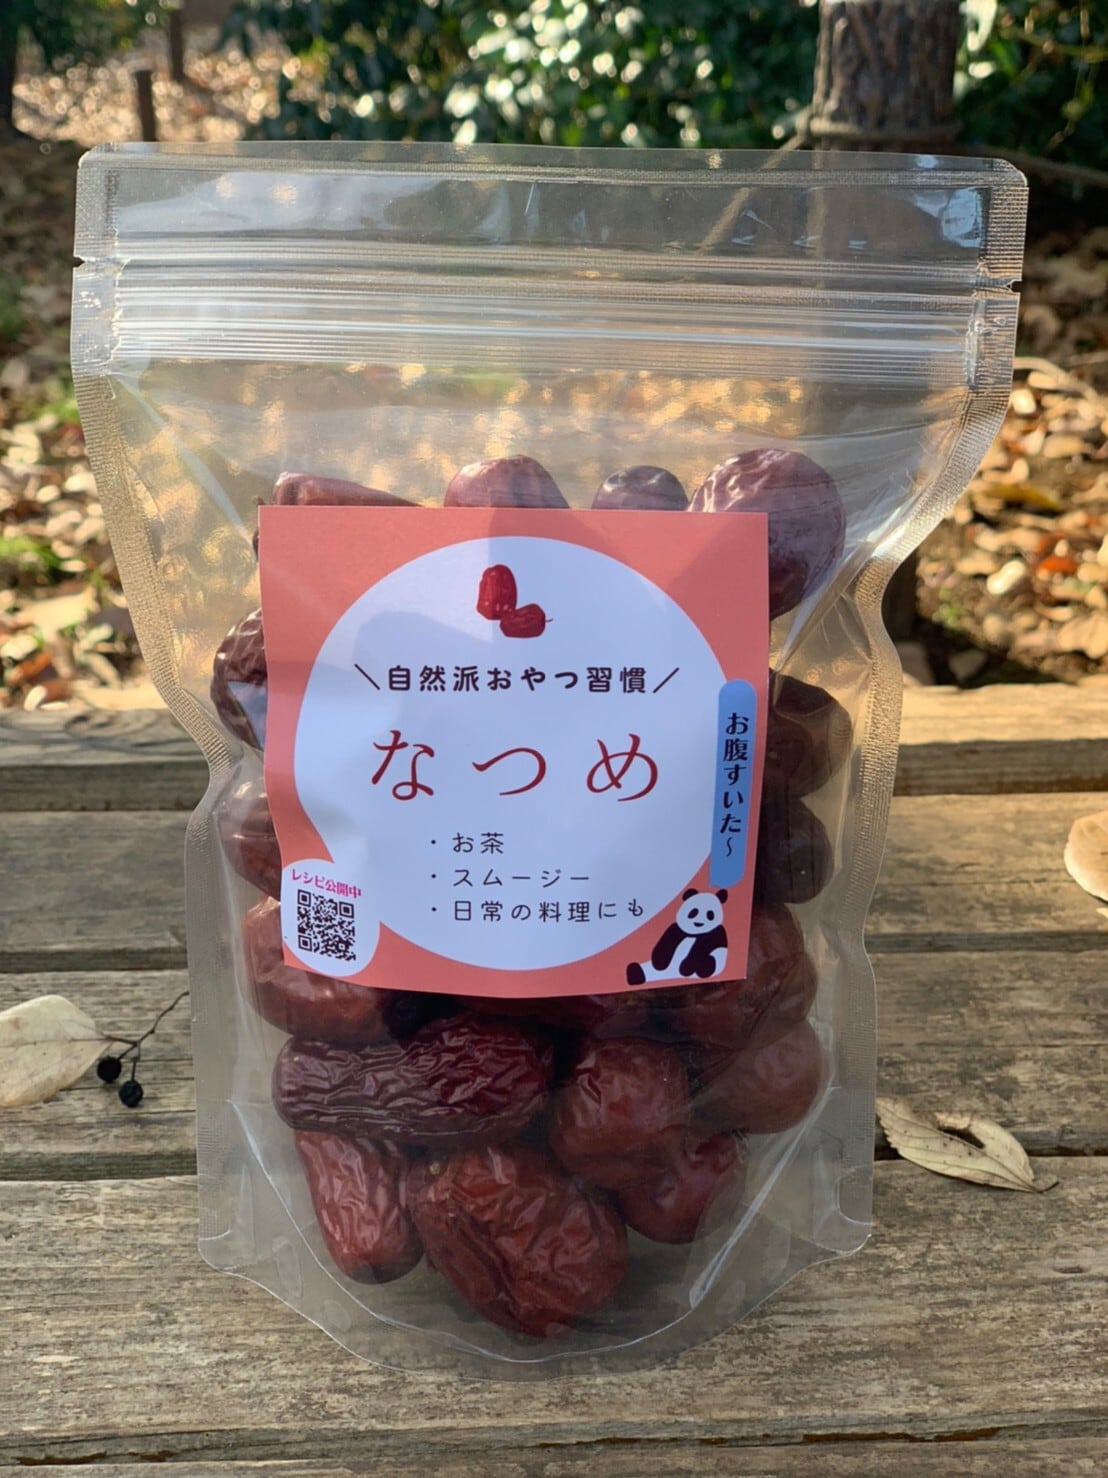 ＼自然派おやつ習慣／
なつめ
・お茶
・スムージー
・日常の料理にも
お腹すいた～
レシピ公開中